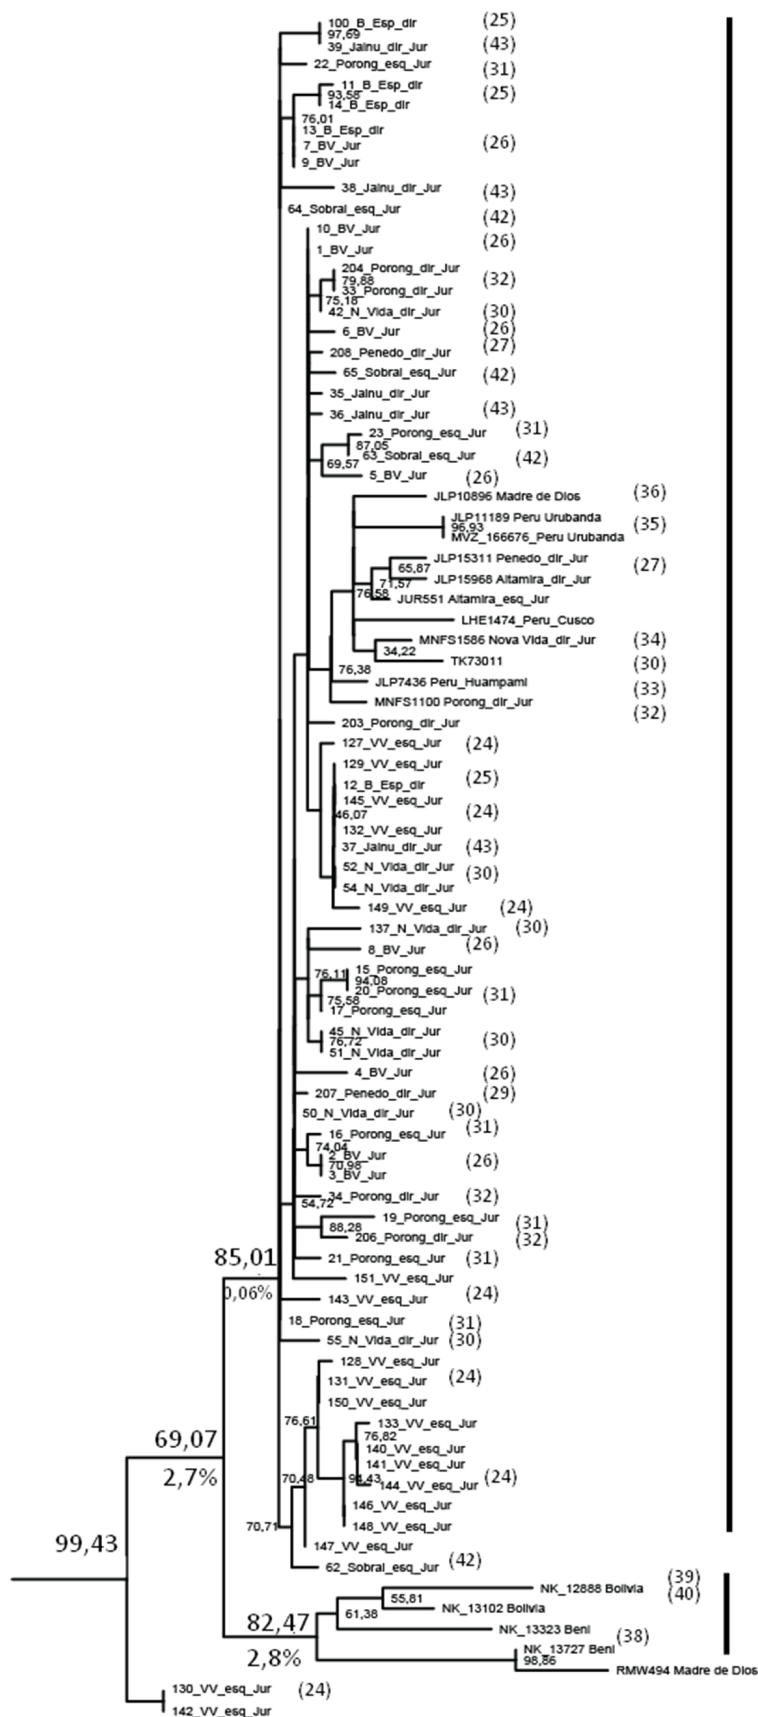 100_B_Esp_dir (25)
97,69
39_Jainu_dir_Jur (43)
22_Porong_esq_Jur (31)
11_B_Esp_dir (25)
93,58
14_B_Esp_dir
76,01
13_B_Esp_dir
7_BV_Jur (26)
9_BV_Jur
38_Jainu_dir_Jur (43)
64_Sobral_esq_Jur (42)
10_BV_Jur (26)
1_BV_Jur
204_Porong_dir_Jur (32)
79,88
33_Porong_dir_Jur
75,18
42_N_Vida_dir_Jur (30)
6_BV_Jur (26)
208_Penedo_dir_Jur (27)
65_Sobral_esq_Jur (42)
35_Jainu_dir_Jur
36_Jainu_dir_Jur (43)
23_Porong_esq_Jur (31)
87,05
63_Sobral_esq_Jur (42)
69,57
5_BV_Jur (26)
JLP10896 Madre de Dios (36)
JLP11189 Peru Urubanda
96,93 (35)
MVZ_166676_Peru Urubanda
JLP15311 Penedo_dir_Jur (27)
65,87
JLP15968 Altamira_dir_Jur
71,57
76,58
JUR551 Altamira_esq_Jur
LHE1474_Peru_Cusco
MNFS1586 Nova Vida_dir_Jur (34)
34,22
TK73011 (30)
76,38
JLP7436 Peru_Huampami (33)
MNFS1100 Porong_dir_Jur (32)
203_Porong_dir_Jur
127_VV_esq_Jur (24)
129_VV_esq_Jur
12_B_Esp_dir (25)
145_VV_esq_Jur (24)
46,07
132_VV_esq_Jur
37_Jainu_dir_Jur (43)
52_N_Vida_dir_Jur (30)
54_N_Vida_dir_Jur
149_VV_esq_Jur (24)
137_N_Vida_dir_Jur (30)
8_BV_Jur (26)
15_Porong_esq_Jur
76,11
94,08
20_Porong_esq_Jur (31)
75,58
17_Porong_esq_Jur
45_N_Vida_dir_Jur
76,72 (30)
51_N_Vida_dir_Jur
4_BV_Jur (26)
207_Penedo_dir_Jur (29)
50_N_Vida_dir_Jur (30)
16_Porong_esq_Jur (31)
74,04
2_BV_Jur (26)
70,98
3_BV_Jur
34_Porong_dir_Jur (32)
54,72
19_Porong_esq_Jur (31)
88,28
206_Porong_dir_Jur (32)
21_Porong_esq_Jur (31)
85,01
151_VV_esq_Jur
0,06%
143_VV_esq_Jur (24)
18_Porong_esq_Jur (31)
55_N_Vida_dir_Jur (30)
128_VV_esq_Jur
131_VV_esq_Jur (24)
150_VV_esq_Jur
76,61
133_VV_esq_Jur
76,82
69,07
140_VV_esq_Jur
141_VV_esq_Jur
2,7%
70,48
94,43
144_VV_esq_Jur (24)
146_VV_esq_Jur
148_VV_esq_Jur
70,71
99,43
147_VV_esq_Jur
62_Sobral_esq_Jur (42)
(39)
NK_12888 Bolivia (40)
55,81
NK_13102 Bolivia
61,38
82,47
NK_13323 Beni (38)
NK_13727 Beni
2,8%
98,86
RMW494 Madre de Dios
130_VV_esq_Jur (24)
142_VV_esq_Jur